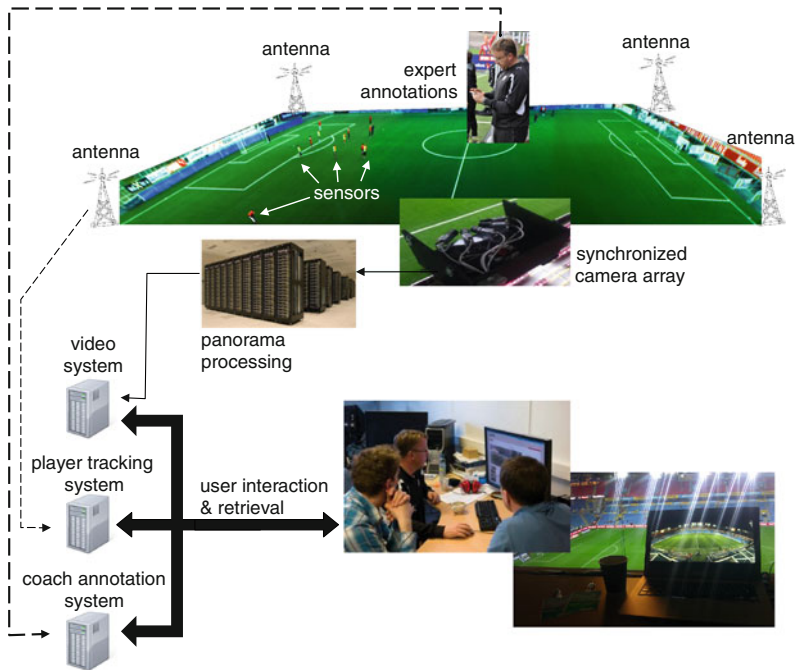 antenna
expert
annotations
antenna
antenna
antenna
sensors
synchronized
camera array
panorama
processing
video
system
player tracking
system
user interaction
& retrieval
coach annotation
system